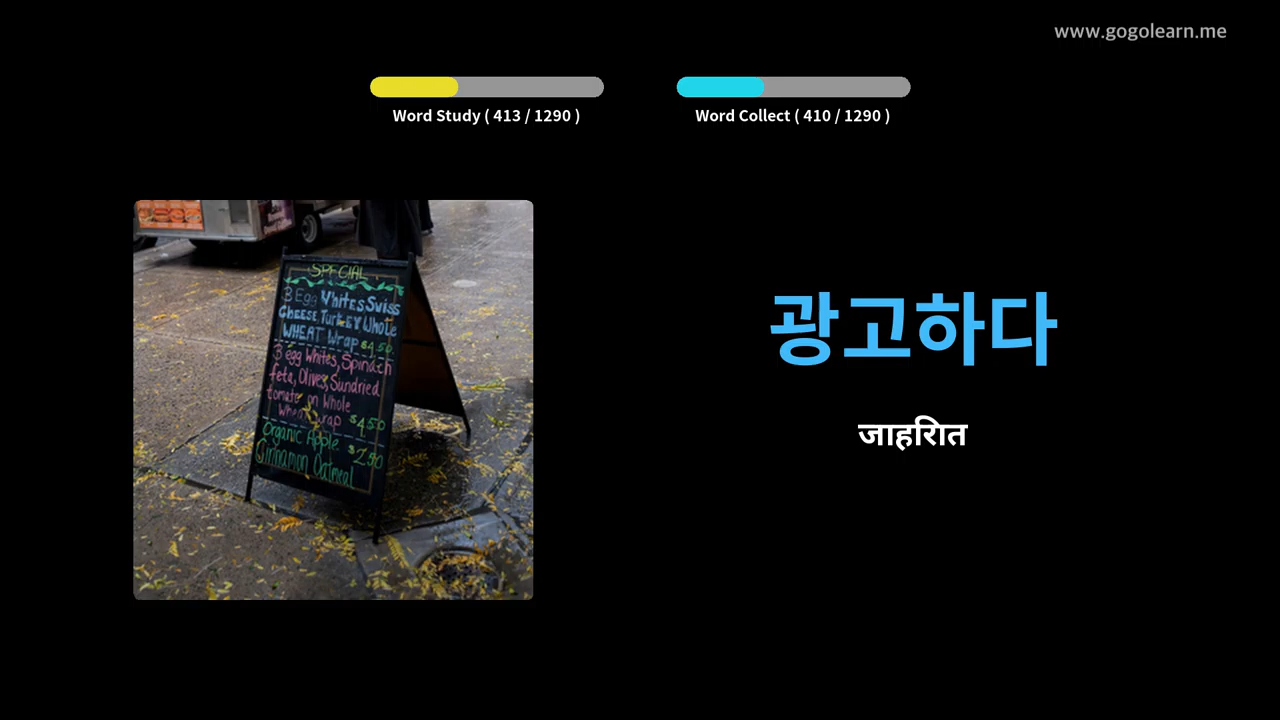 www.gogolearn.me
Word Study ( 413 / 1290 )
Word Collect ( 410 / 1290 )
SPECIAL
3 Egg Whites Swiss
Cheese, Turkey Whole
WHEAT Wrap $4.50
3 egg Whites, Spinach
feta, Olives, Sundried
tomato on Whole
Wheat Wrap $4.50
Organic Apple
Cinnamon Oatmeal $2.50
광고하다
जाहिरात